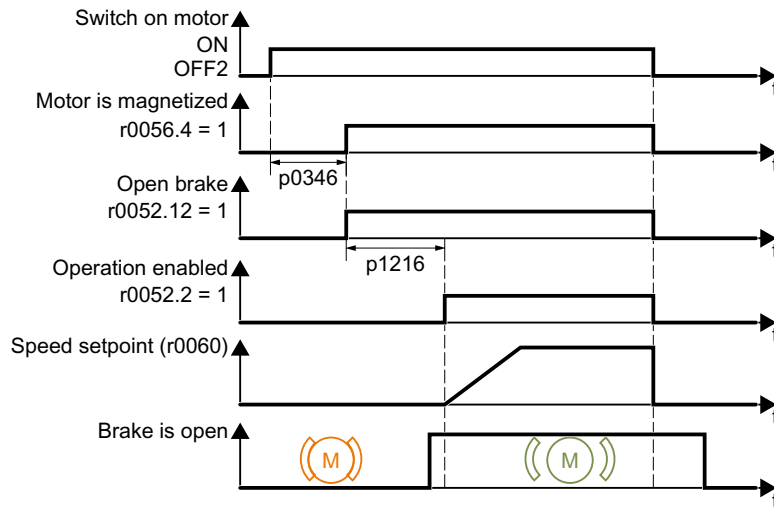 Switch on motor
ON
OFF2
t
Motor is magnetized
r0056.4 = 1
t
p0346
Open brake
r0052.12 = 1
t
p1216
Operation enabled
r0052.2 = 1
t
Speed setpoint (r0060)
t
Brake is open
M
M
t